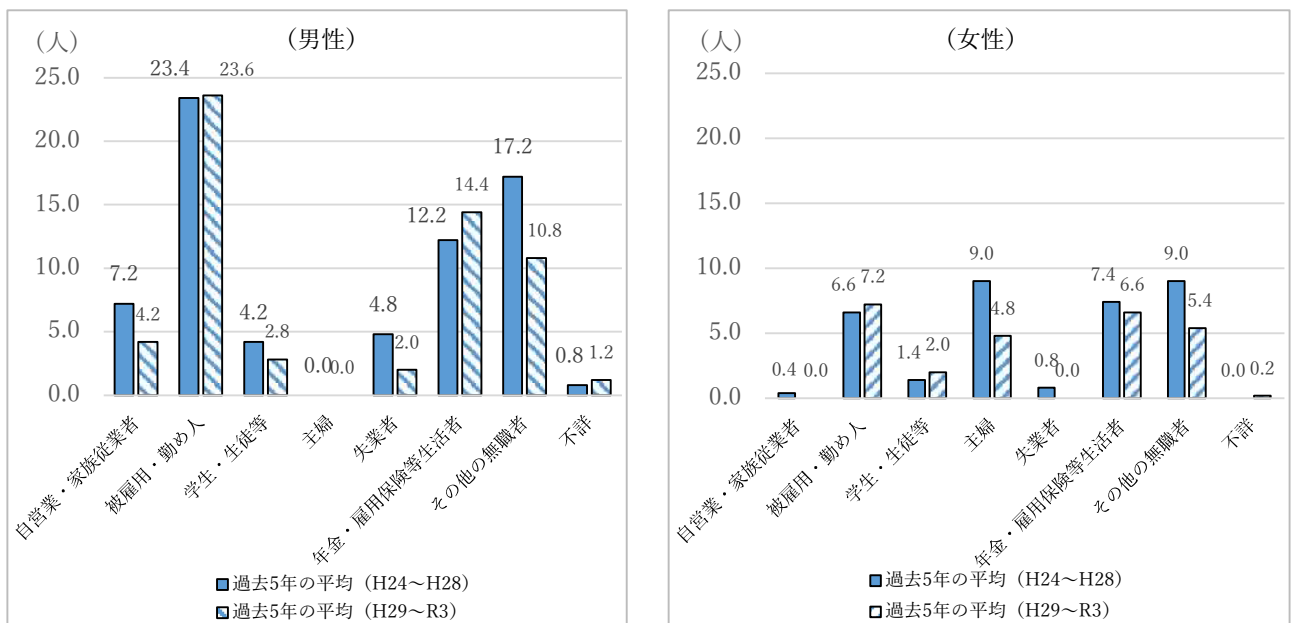 （人）
（男性）
25.0
20.0
15.0
10.0
5.0
0.0
7.2
4.2
23.4
23.6
4.2
2.8
0.0
0.0
4.8
2.0
12.2
14.4
17.2
10.8
0.8
1.2
自営業・家族従業者
被雇用・勤め人
学生・生徒等
主婦
失業者
年金・雇用保険等生活者
その他の無職者
不詳
過去5年の平均（H24～H28）
過去5年の平均（H29～R3）
（人）
（女性）
25.0
20.0
15.0
10.0
5.0
0.0
0.4
0.0
6.6
7.2
1.4
2.0
9.0
4.8
0.8
0.0
7.4
6.6
9.0
5.4
0.0
0.2
自営業・家族従業者
被雇用・勤め人
学生・生徒等
主婦
失業者
年金・雇用保険等生活者
その他の無職者
不詳
過去5年の平均（H24～H28）
過去5年の平均（H29～R3）